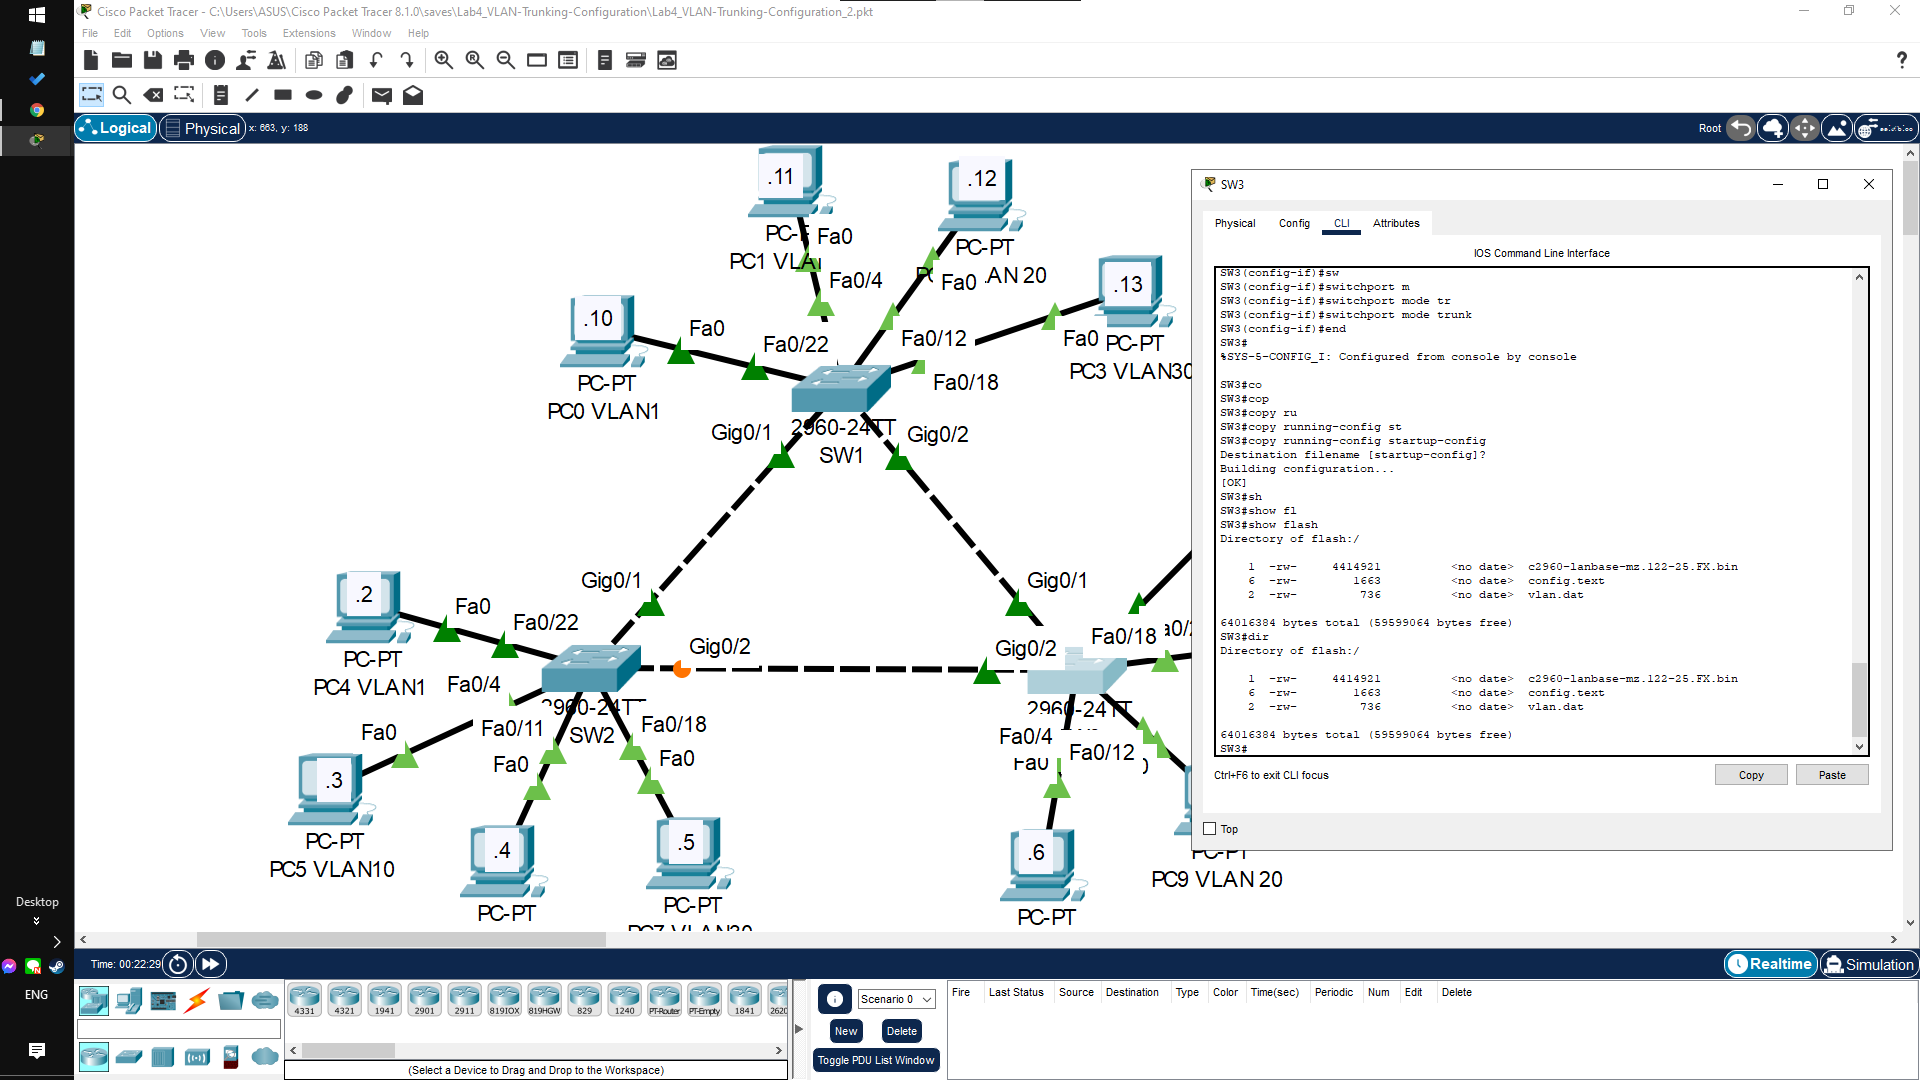 Cisco Packet Tracer - C:\Users\ASUS\Cisco Packet Tracer 8.1.0\saves\Lab4_VLAN-Trunking-Configuration\Lab4_VLAN-Trunking-Configuration_2.pkt
File Edit Options View Tools Extensions Window Help
?
Logical Physical x: 663, y: 188 Root
.11
.12
PC-PT
Fa0
PC1 VLAN
Fa0/4
Fa0
AN 20
.13
.10
Fa0
Fa0/22
Fa0/12
Fa0
PC-PT
PC3 VLAN30
PC-PT
PC0 VLAN1
Fa0/18
Gig0/1
2960-24TT
SW1
Gig0/2
Gig0/1
Gig0/1
.2
Fa0
Fa0/22
Gig0/2
Gig0/2
Fa0/18
PC-PT
PC4 VLAN1
Fa0/4
2960-24TT
SW2
Fa0/11
Fa0/18
2960-24TT
Fa0/4
Fa0/12
Fa0
Fa0
Fa0
Fa0
.3
PC-PT
PC5 VLAN10
.4
PC-PT
.5
PC-PT
PC7 VLAN30
.6
PC-PT
PC-PT
PC9 VLAN 20
SW3
Physical Config CLI Attributes
IOS Command Line Interface
SW3(config-if)#sw
SW3(config-if)#switchport m
SW3(config-if)#switchport mode tr
SW3(config-if)#switchport mode trunk
SW3(config-if)#end
SW3#
%SYS-5-CONFIG_I: Configured from console by console
SW3#co
SW3#cop
SW3#copy ru
SW3#copy running-config st
SW3#copy running-config startup-config
Destination filename [startup-config]?
Building configuration...
[OK]
SW3#sh
SW3#show fl
SW3#show flash
Directory of flash:/
1 -rw- 4414921 <no date> c2960-lanbase-mz.122-25.FX.bin
6 -rw- 1663 <no date> config.text
2 -rw- 736 <no date> vlan.dat
64016384 bytes total (59599064 bytes free)
SW3#dir
Directory of flash:/
1 -rw- 4414921 <no date> c2960-lanbase-mz.122-25.FX.bin
6 -rw- 1663 <no date> config.text
2 -rw- 736 <no date> vlan.dat
64016384 bytes total (59599064 bytes free)
SW3#
Ctrl+F6 to exit CLI focus
Copy Paste
Top
Desktop
ENG
Time: 00:22:29
Realtime Simulation
4331 4321 1941 2901 2911 819IOX 819HGW 829 1240 PT-Router PT-Empty 1841 2620
(Select a Device to Drag and Drop to the Workspace)
Scenario 0
New Delete
Toggle PDU List Window
Fire Last Status Source Destination Type Color Time(sec) Periodic Num Edit Delete